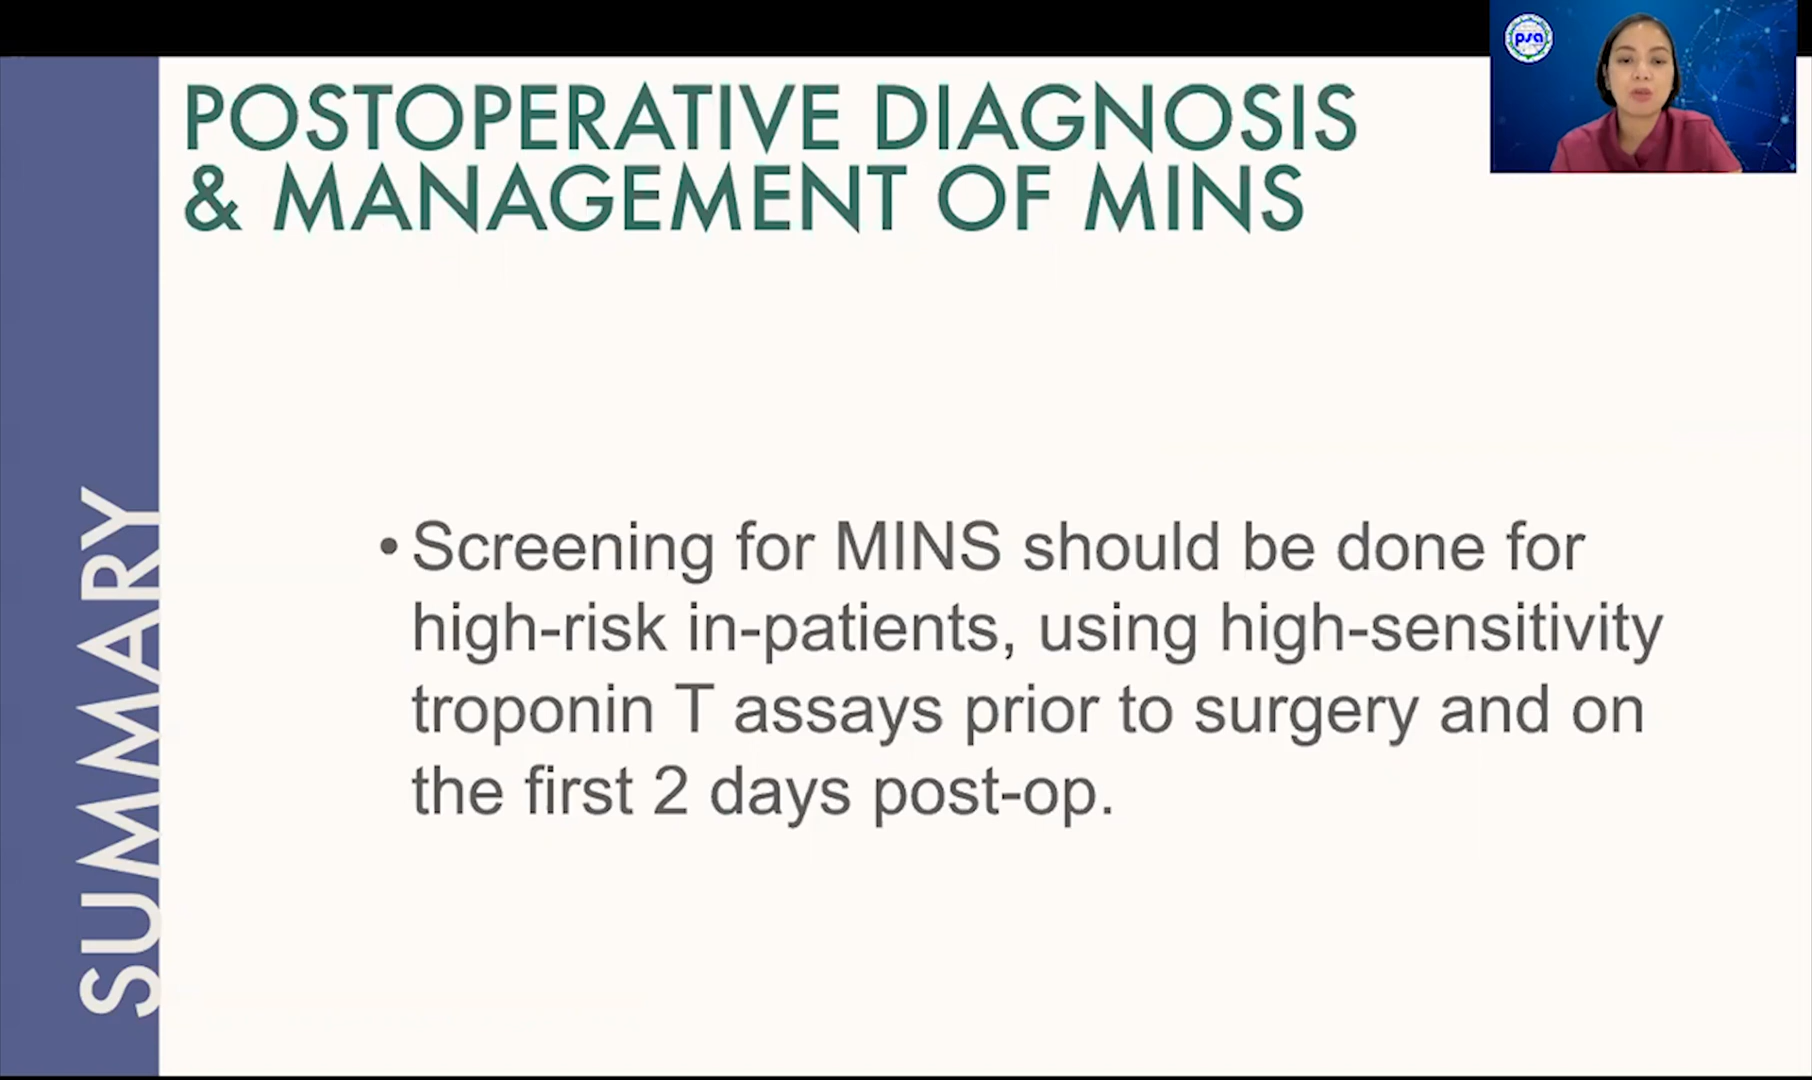 POSTOPERATIVE DIAGNOSIS
& MANAGEMENT OF MINS
psa
SUMMARY
• Screening for MINS should be done for
high-risk in-patients, using high-sensitivity
troponin T assays prior to surgery and on
the first 2 days post-op.